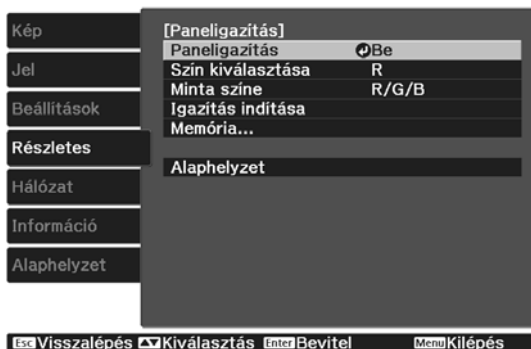 Kép
Jel
Beállítások
Részletes
Hálózat
Információ
Alaphelyzet
[Paneligazítás]
Paneligazítás Be
Szín kiválasztása R
Minta színe R/G/B
Igazítás indítása
Memória...
Alaphelyzet
Esc Visszalépés Kiválasztás Enter Bevitel Menu Kilépés